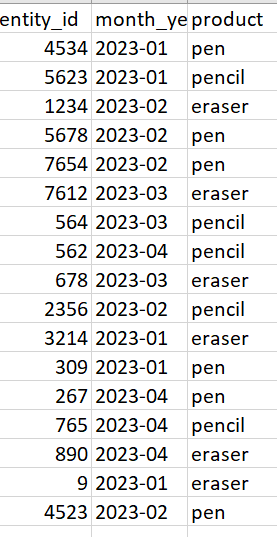 entity_id month_ye product
4534 2023-01 pen
5623 2023-01 pencil
1234 2023-02 eraser
5678 2023-02 pen
7654 2023-02 pen
7612 2023-03 eraser
564 2023-03 pencil
562 2023-04 pencil
678 2023-03 eraser
2356 2023-02 pencil
3214 2023-01 eraser
309 2023-01 pen
267 2023-04 pen
765 2023-04 pencil
890 2023-04 eraser
9 2023-01 eraser
4523 2023-02 pen